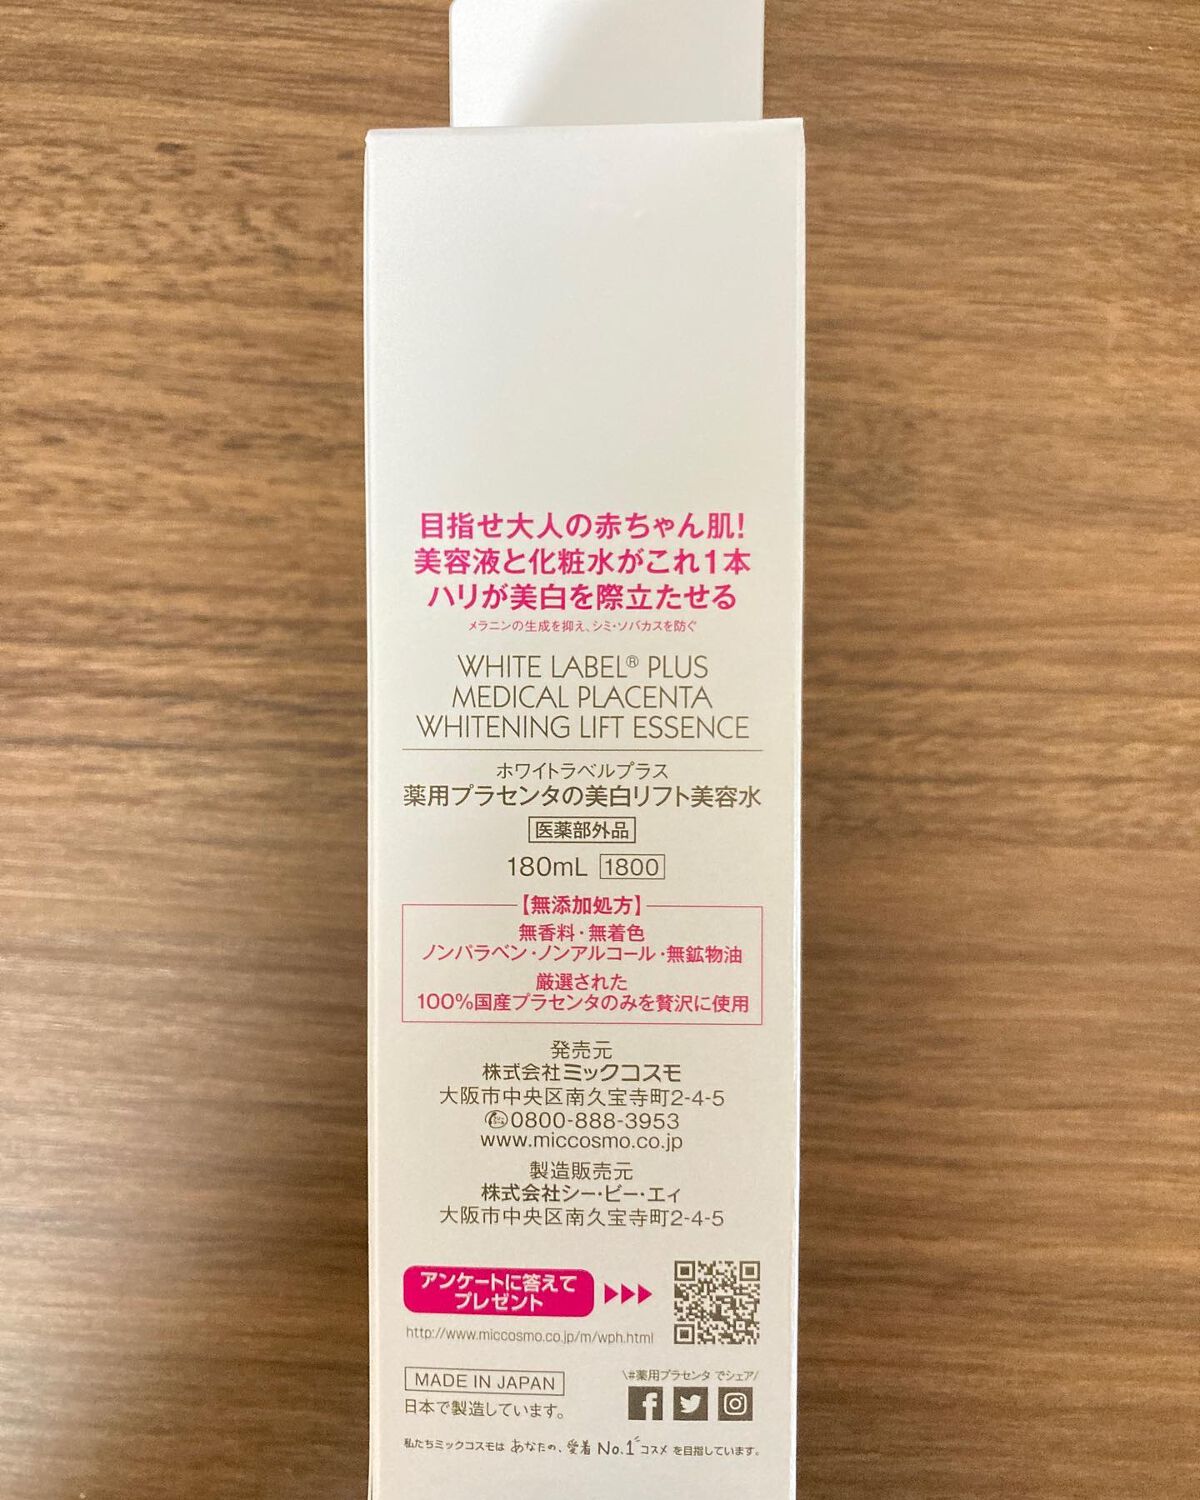 目指せ大人の赤ちゃん肌!
美容液と化粧水がこれ1本
ハリが美白を際立たせる
メラニンの生成を抑え、シミ・ソバカスを防ぐ
WHITE LABEL® PLUS
MEDICAL PLACENTA
WHITENING LIFT ESSENCE
ホワイトラベルプラス
薬用プラセンタの美白リフト美容水
医薬部外品
180mL 1800
【無添加処方】
無香料・無着色
ノンパラベン・ノンアルコール・無鉱物油
厳選された
100%国産プラセンタのみを贅沢に使用
発売元
株式会社ミックコスモ
大阪市中央区南久宝寺町2-4-5
0800-888-3953
www.miccosmo.co.jp
製造販売元
株式会社シー・ビー・エィ
大阪市中央区南久宝寺町2-4-5
アンケートに答えて
プレゼント
http://www.miccosmo.co.jp/m/wph.html
MADE IN JAPAN
日本で製造しています。
\#薬用プラセンタ でシェア/
私たちミックコスモは あなたの、愛着 No.1 コスメ を目指しています。